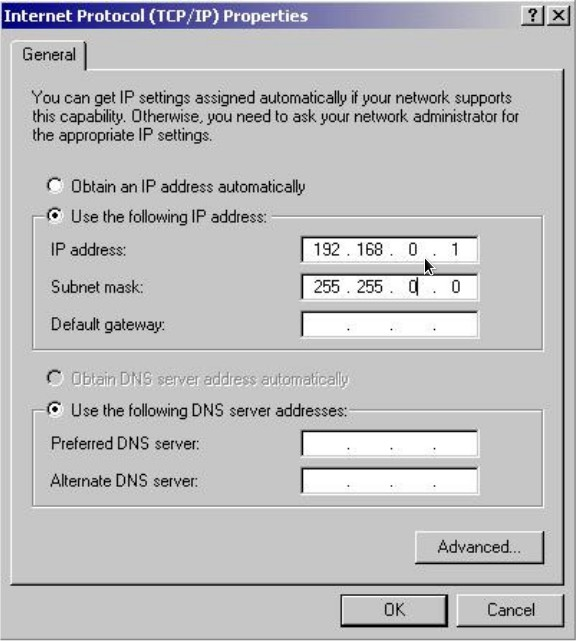 Internet Protocol (TCP/IP) Properties
General
You can get IP settings assigned automatically if your network supports
this capability. Otherwise, you need to ask your network administrator for
the appropriate IP settings.
Obtain an IP address automatically
Use the following IP address:
IP address: 192 . 168 . 0 . 1
Subnet mask: 255 . 255 . 0 . 0
Default gateway: . . .
Obtain DNS server address automatically
Use the following DNS server addresses:
Preferred DNS server: . . .
Alternate DNS server: . . .
Advanced...
OK Cancel